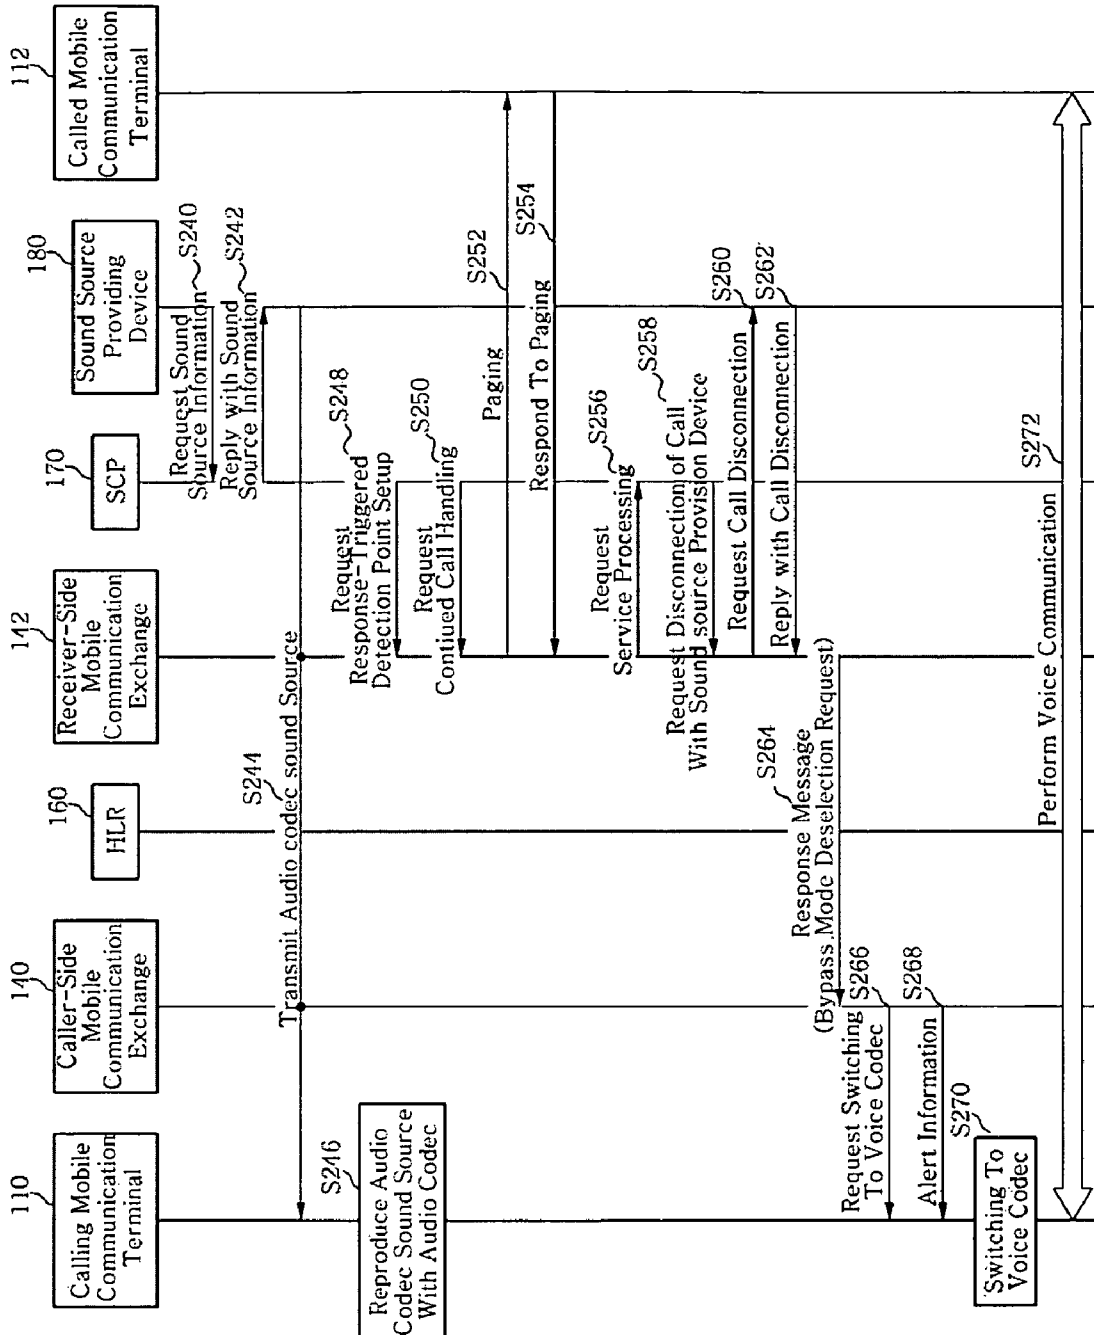 110
Calling Mobile
Communication
Terminal
140
Caller-Side
Mobile
Communication
Exchange
160
HLR
142
Receiver-Side
Mobile
Communication
Exchange
170
SCP
180
Sound Source
Providing
Device
112
Called Mobile
Communication
Terminal
Request Sound
Source Information
S240
Reply with Sound
Source Information
S242
S244
Transmit Audio codec sound Source
S246
Reproduce Audio
Codec Sound Source
With Audio Codec
Request
Response-Triggered
Detection Point Setup
S248
Request
Contiued Call Handling
S250
Paging
S252
Respond To Paging
S254
Request
Service Processing
S256
Request Disconnection of Call
With Sound source Provision Device
S258
Request Call Disconnection
S260
Reply with Call Disconnection
S262
Response Message
(Bypass Mode Deselection Request)
S264
Request Switching
To Voice Codec
S266
Alert Information
S268
S270
Switching To
Voice Codec
Perform Voice Communication
S272